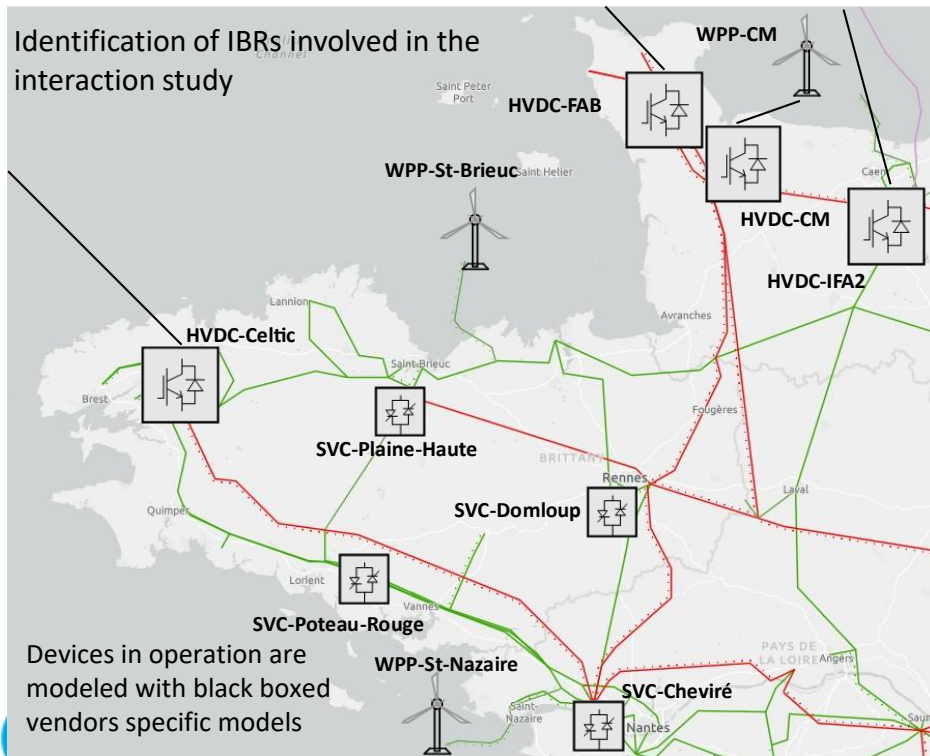 Identification of IBRs involved in the
interaction study
Channel
WPP-CM
Saint Peter
Port
HVDC-FAB
WPP-St-Brieuc
Saint Helier
Caen
HVDC-CM
HVDC-IFA2
Lannion
Avranches
HVDC-Celtic
Saint-Brieuc
Brest
Fougères
SVC-Plaine-Haute
BRITTANY
Rennes
Laval
SVC-Domloup
Quimper
Lorient
Vannes
SVC-Poteau-Rouge
PAYS DE
LA LOIRE
Angers
Devices in operation are
modeled with black boxed
vendors specific models
WPP-St-Nazaire
SVC-Cheviré
Saint-
Nazaire
Nantes
Saum